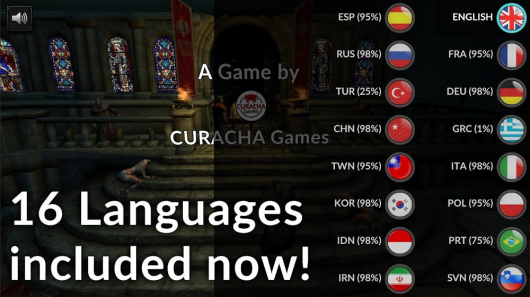 ESP (95%)
ENGLISH
RUS (98%)
FRA (95%)
A Game by
TUR (25%)
DEU (98%)
CURACHA
GAMES
CHN (98%)
GRC (1%)
CURACHA Games
TWN (95%)
ITA (98%)
16 Languages
included now!
KOR (98%)
POL (95%)
IDN (98%)
PRT (75%)
IRN (98%)
SVN (98%)